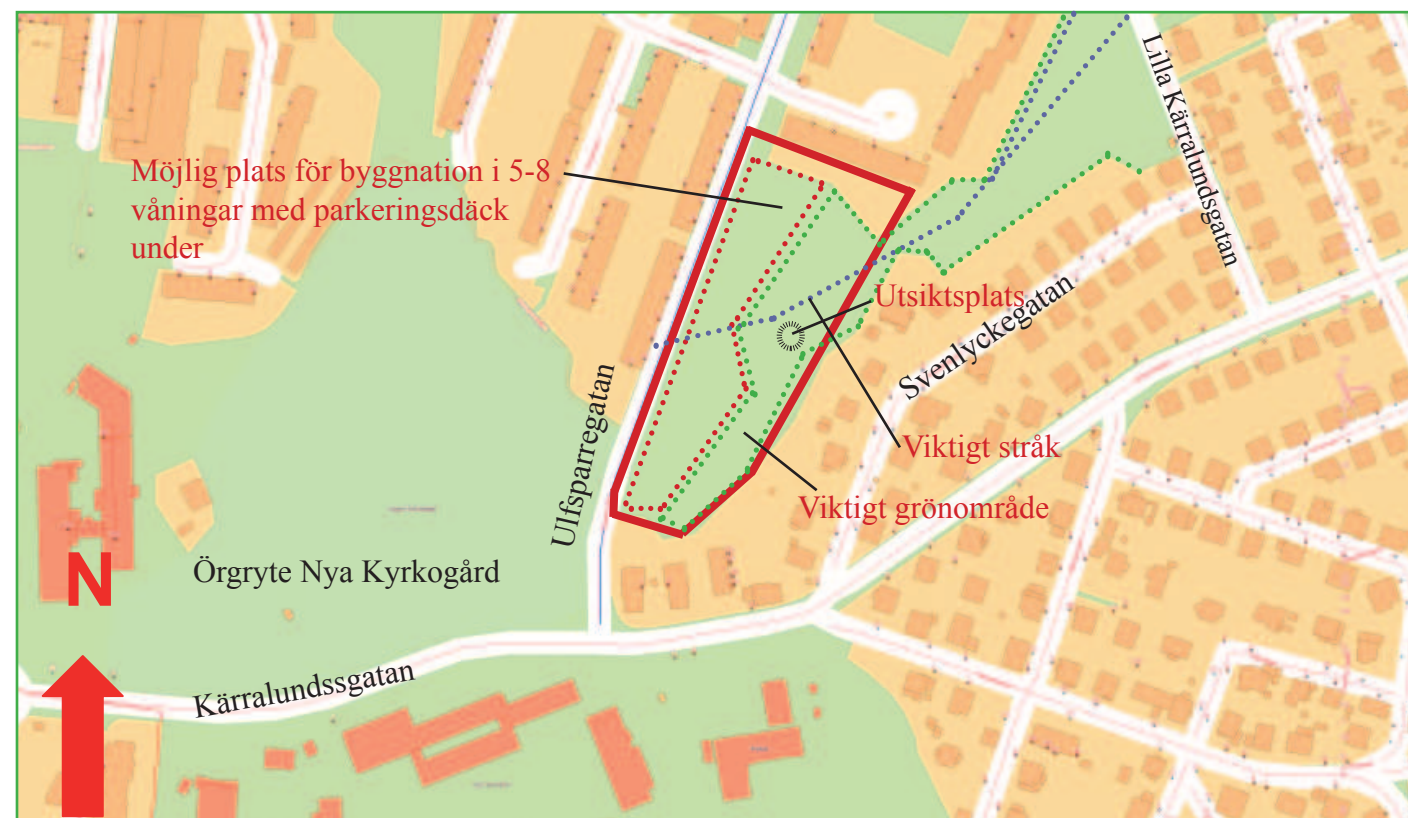 Lilla Kärralundsgatan
Möjlig plats för byggnation i 5-8
våningar med parkeringsdäck
under
Utsiktsplats
Svenlyckegatan
Viktigt stråk
Ulfsparregatan
Viktigt grönområde
N
Örgryte Nya Kyrkogård
Kärralundssgatan